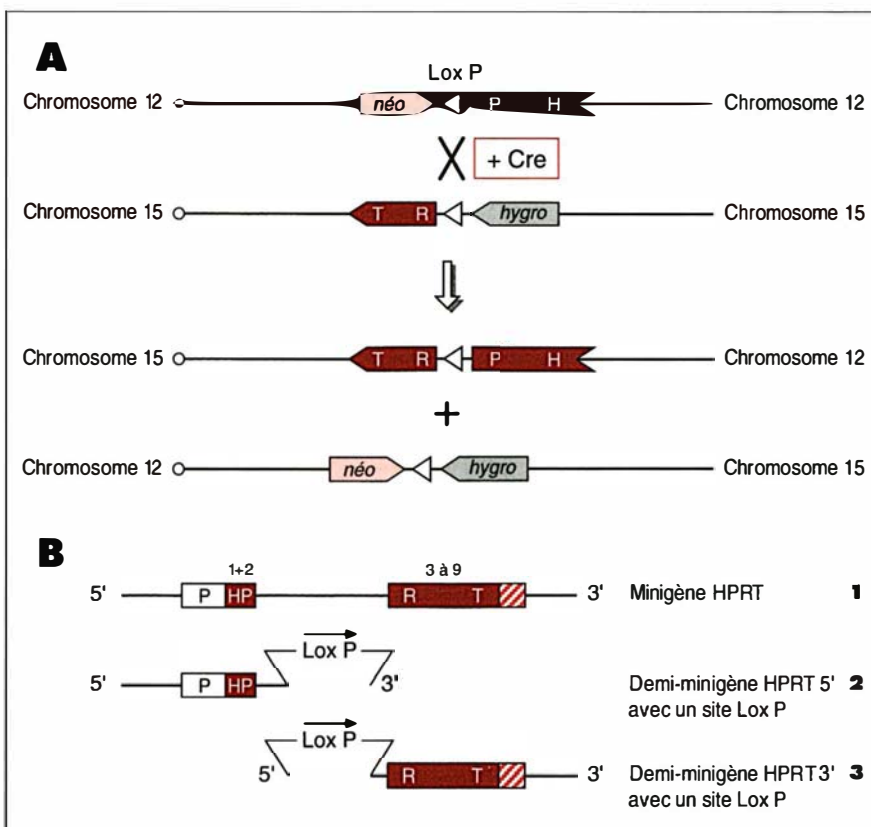 A
Lox P
Chromosome 12 néo P H Chromosome 12
+ Cre
Chromosome 15 T R hygro Chromosome 15
Chromosome 15 T R P H Chromosome 12
+
Chromosome 12 néo hygro Chromosome 15
B
1+2 3 à 9
5' P HP R T 3' Minigène HPRT 1
Lox P
5' P HP 3' Demi-minigène HPRT 5' 2
avec un site Lox P
Lox P
5' R T 3' Demi-minigène HPRT 3' 3
avec un site Lox P